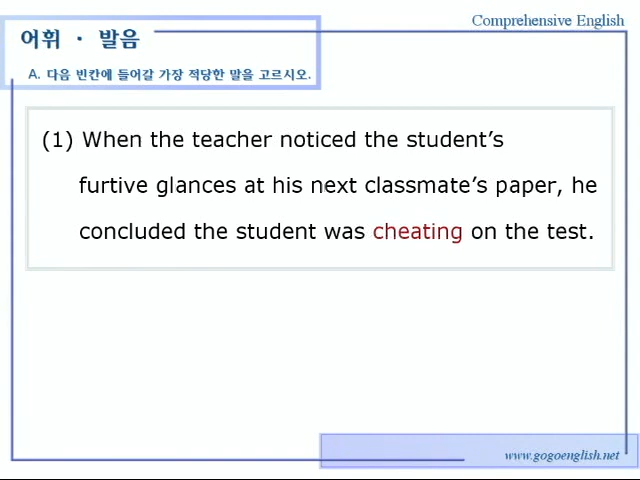 Comprehensive English
어휘 · 발음
A. 다음 빈칸에 들어갈 가장 적당한 말을 고르시오.
(1) When the teacher noticed the student’s
furtive glances at his next classmate’s paper, he
concluded the student was cheating on the test.
www.gogoenglish.net